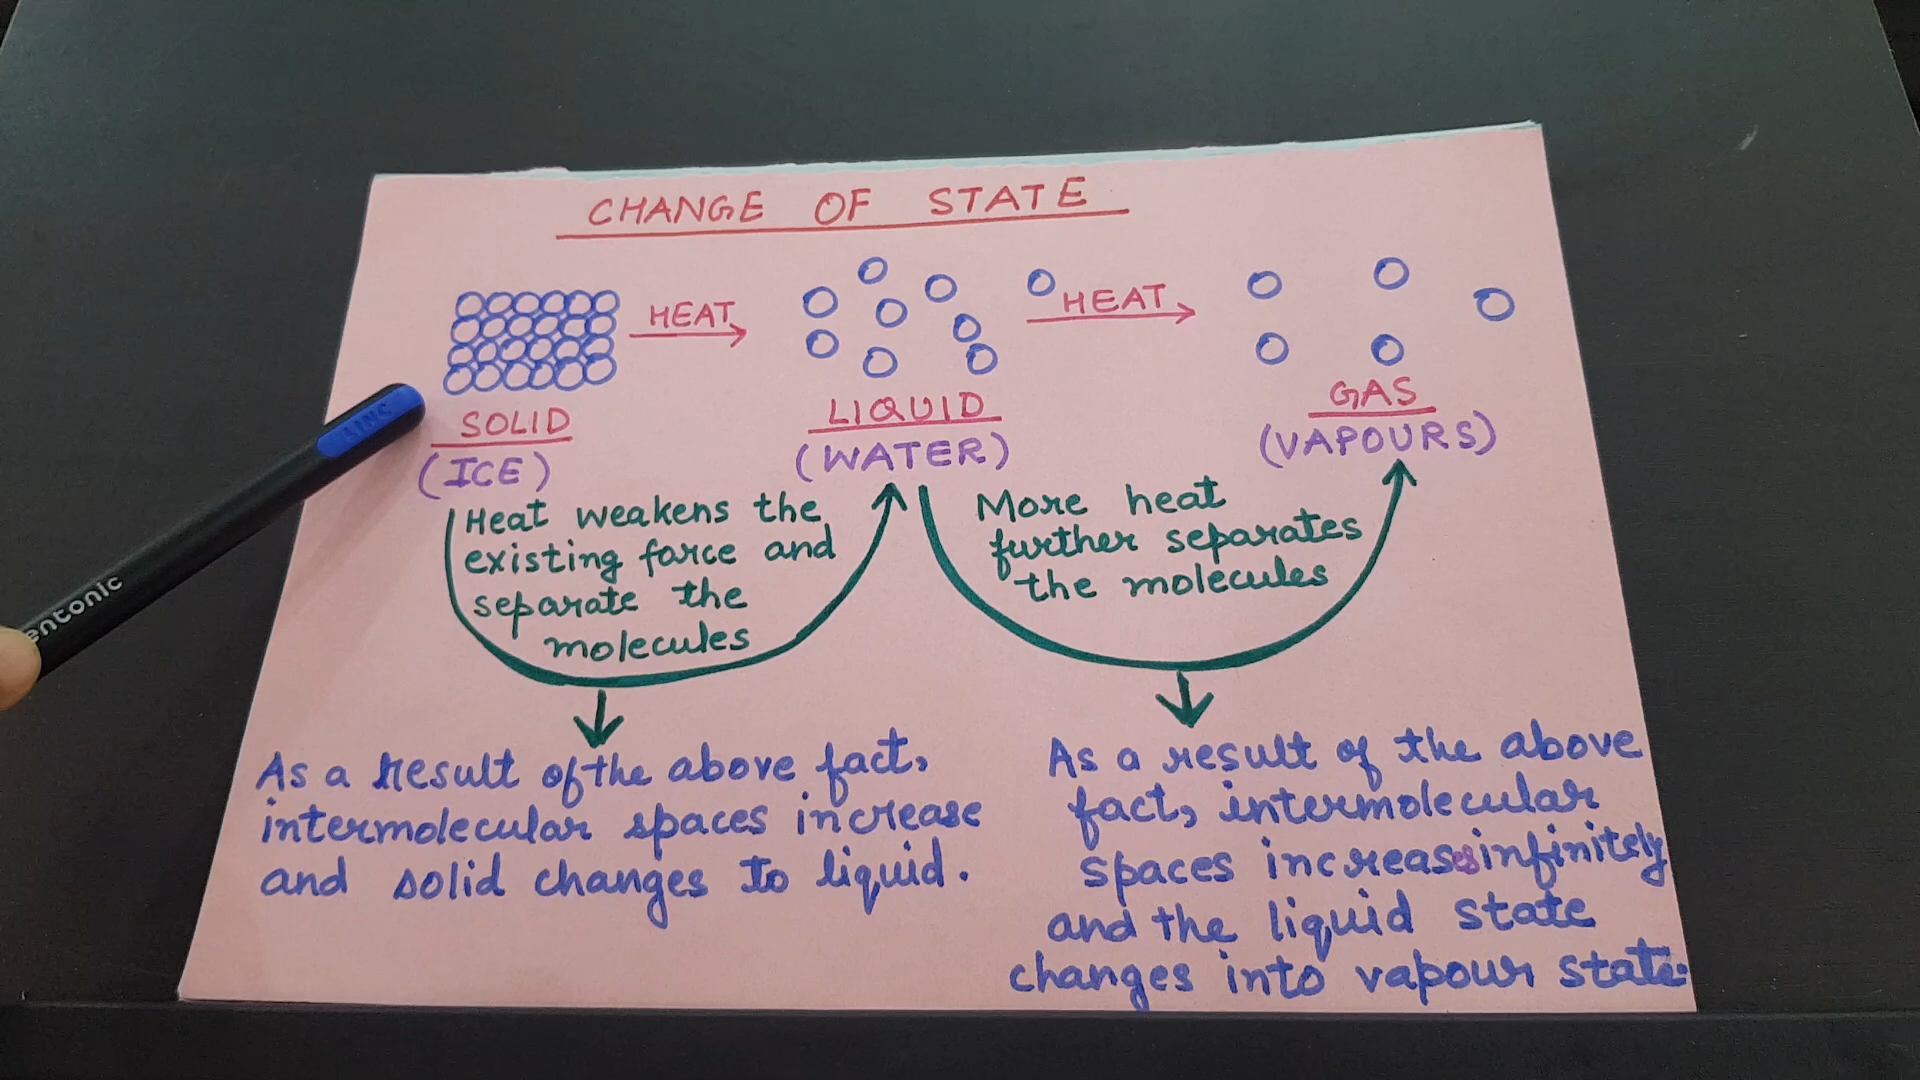 CHANGE OF STATE
HEAT
HEAT
SOLID
(ICE)
LIQUID
(WATER)
GAS
(VAPOURS)
Heat weakens the
existing force and
separate the
molecules
More heat
further separates
the molecules
As a result of the above fact,
intermolecular spaces increase
and solid changes to liquid.
As a result of the above
fact, intermolecular
spaces increases infinitely
and the liquid state
changes into vapour state.
LINC
entonic